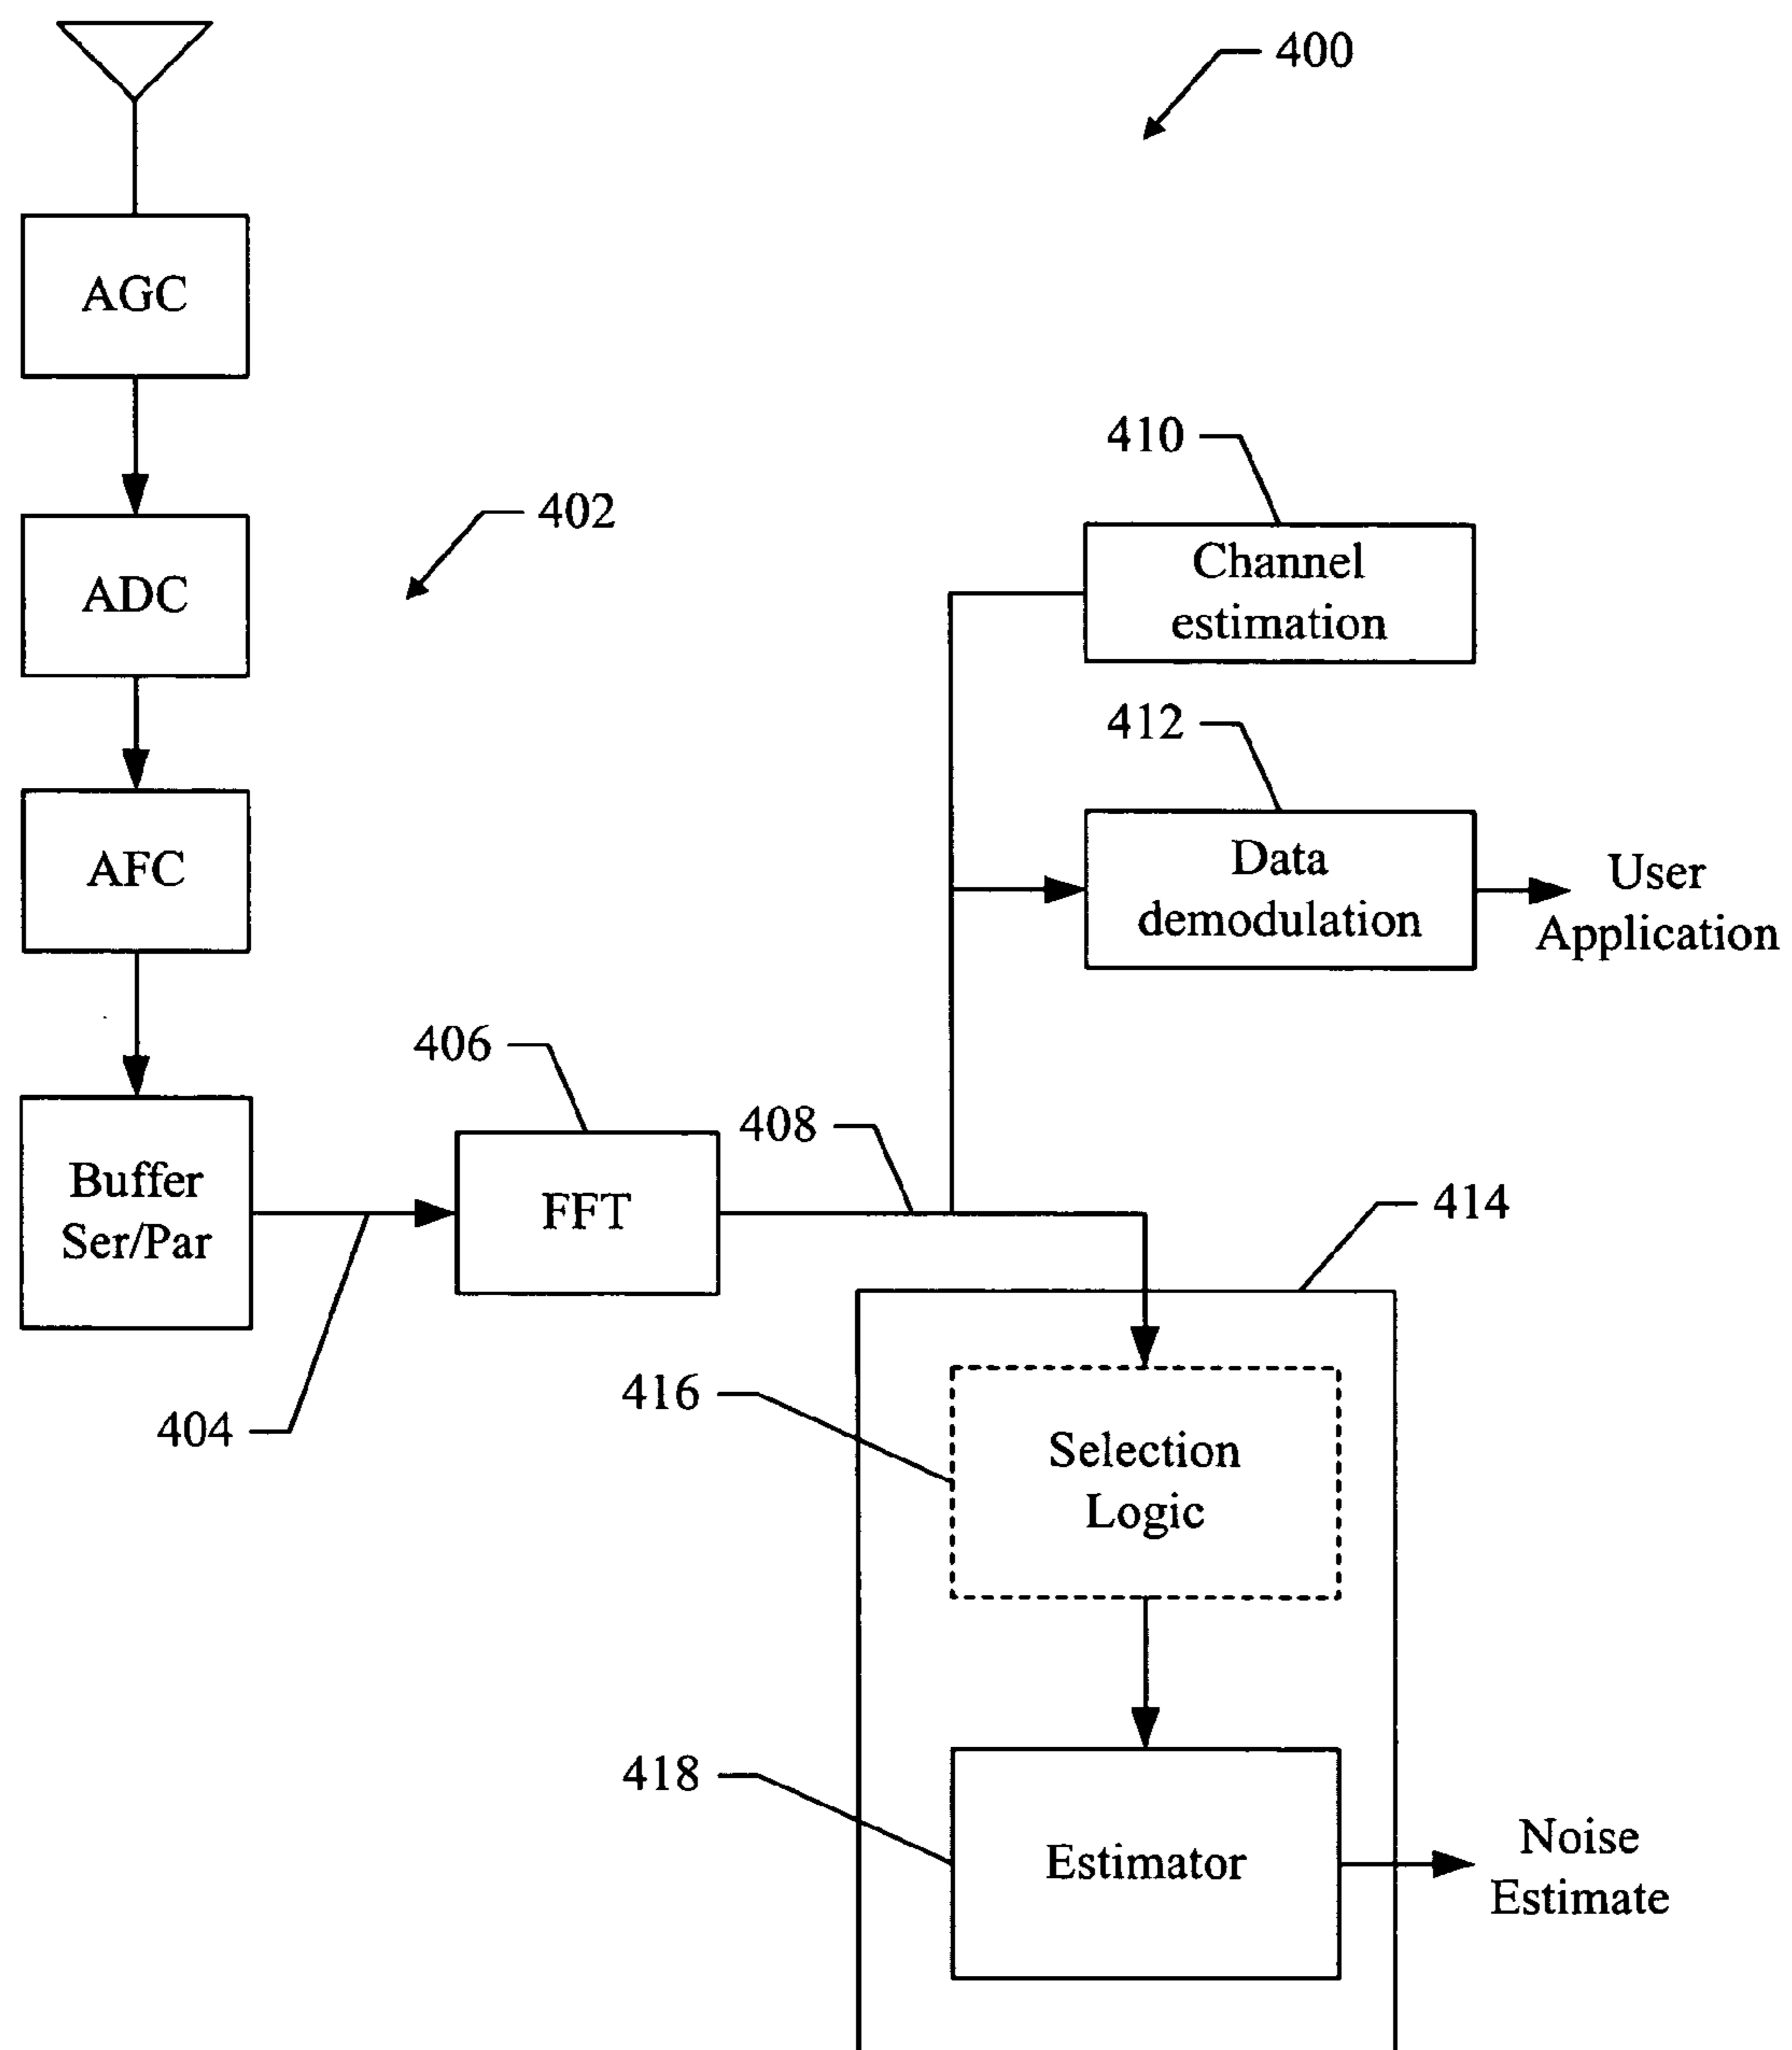 400
AGC
410
402
ADC
Channel
estimation
412
AFC
Data
demodulation
User
Application
406
408
Buffer
Ser/Par
FFT
414
404
416
Selection
Logic
418
Estimator
Noise
Estimate